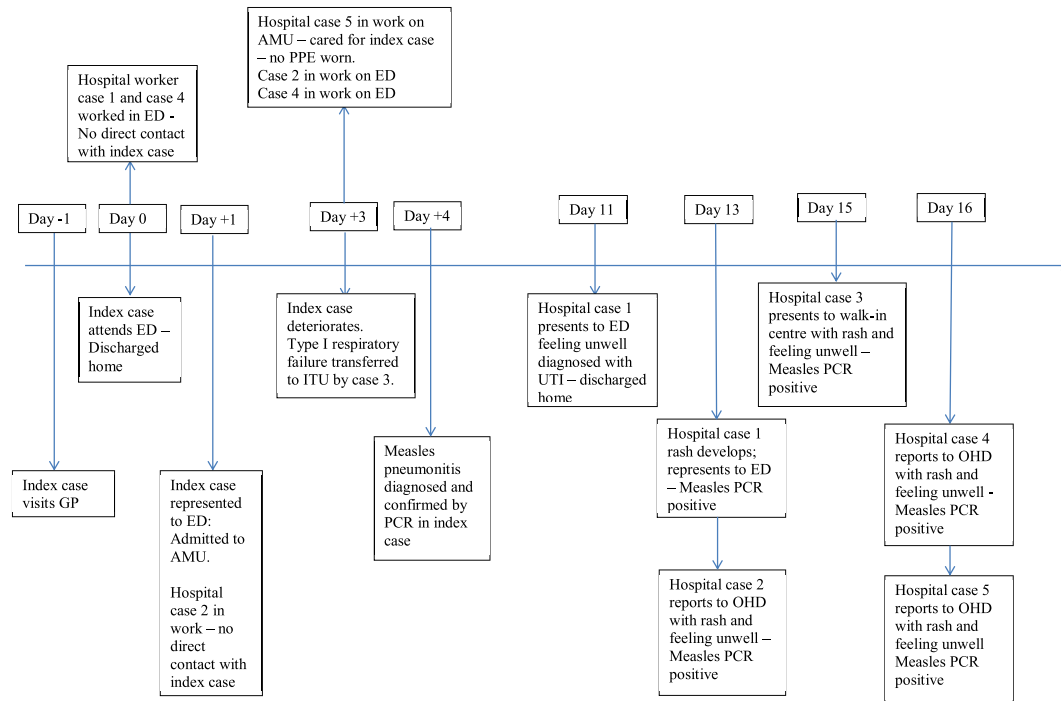 Hospital case 5 in work on
AMU – cared for index case
– no PPE worn.
Case 2 in work on ED
Case 4 in work on ED
Hospital worker
case 1 and case 4
worked in ED -
No direct contact
with index case
Day -1
Day 0
Day +1
Day +3
Day +4
Day 11
Day 13
Day 15
Day 16
Index case
attends ED –
Discharged
home
Index case
deteriorates.
Type I respiratory
failure transferred
to ITU by case 3.
Hospital case 1
presents to ED
feeling unwell
diagnosed with
UTI – discharged
home
Hospital case 3
presents to walk-in
centre with rash and
feeling unwell –
Measles PCR
positive
Index case
visits GP
Index case
represented
to ED:
Admitted to
AMU.
Hospital
case 2 in
work – no
direct
contact with
index case
Measles
pneumonitis
diagnosed and
confirmed by
PCR in index
case
Hospital case 1
rash develops;
represents to ED
– Measles PCR
positive
Hospital case 4
reports to OHD
with rash and
feeling unwell -
Measles PCR
positive
Hospital case 2
reports to OHD
with rash and
feeling unwell –
Measles PCR
positive
Hospital case 5
reports to OHD
with rash and
feeling unwell
Measles PCR
positive